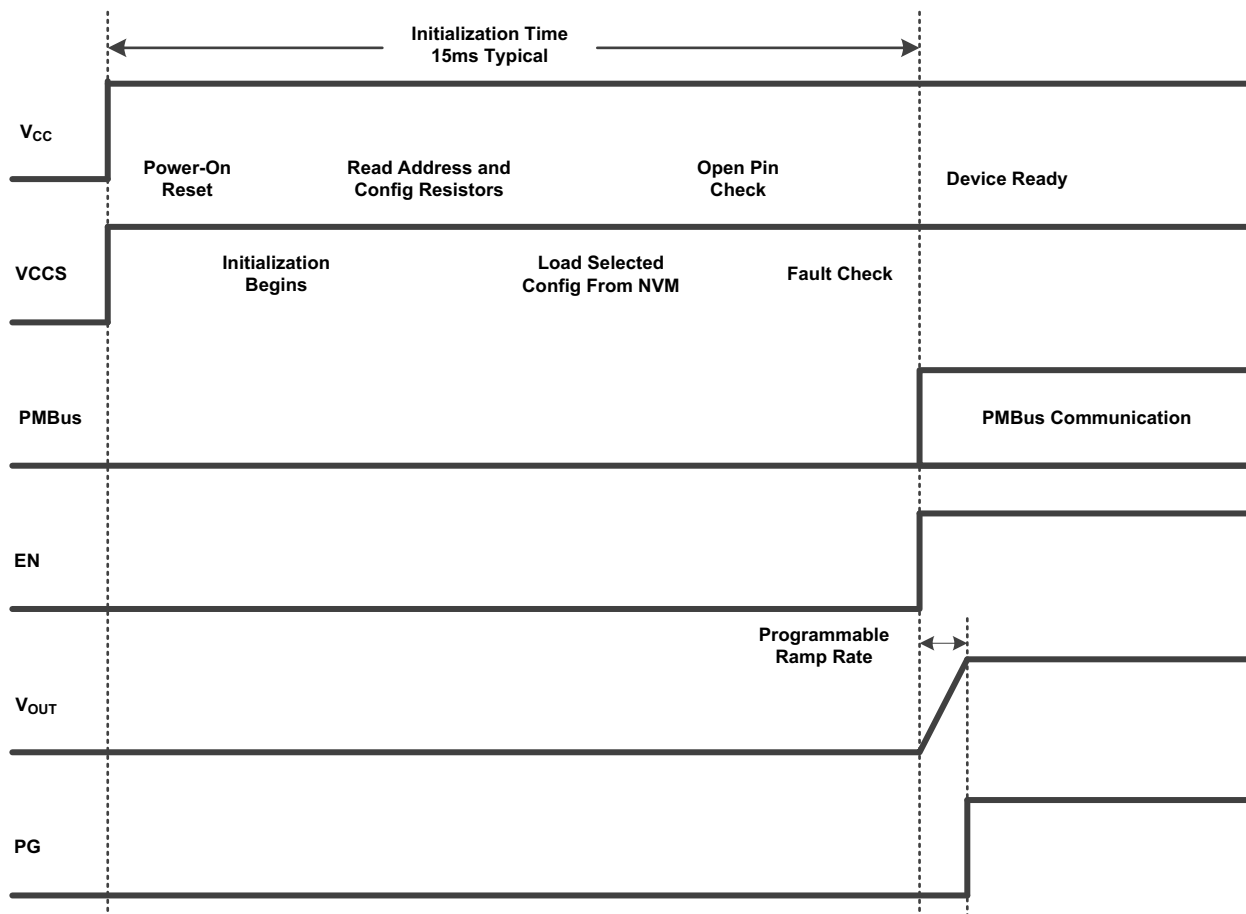 Initialization Time
15ms Typical
VCC
Power-On
Reset
Read Address and
Config Resistors
Open Pin
Check
Device Ready
VCCS
Initialization
Begins
Load Selected
Config From NVM
Fault Check
PMBus
PMBus Communication
EN
Programmable
Ramp Rate
VOUT
PG